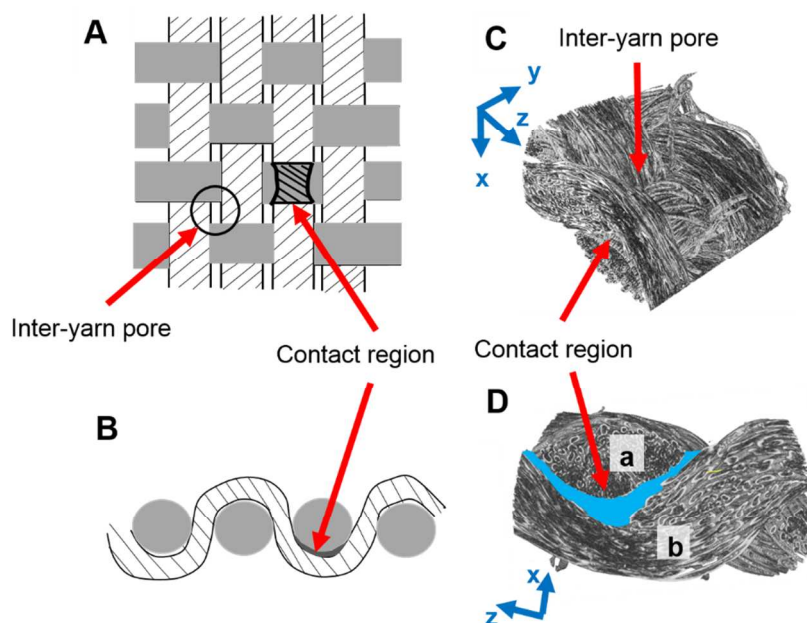 A
C
Inter-yarn pore
y
z
x
Inter-yarn pore
Contact region
Contact region
B
D
a
b
x
z